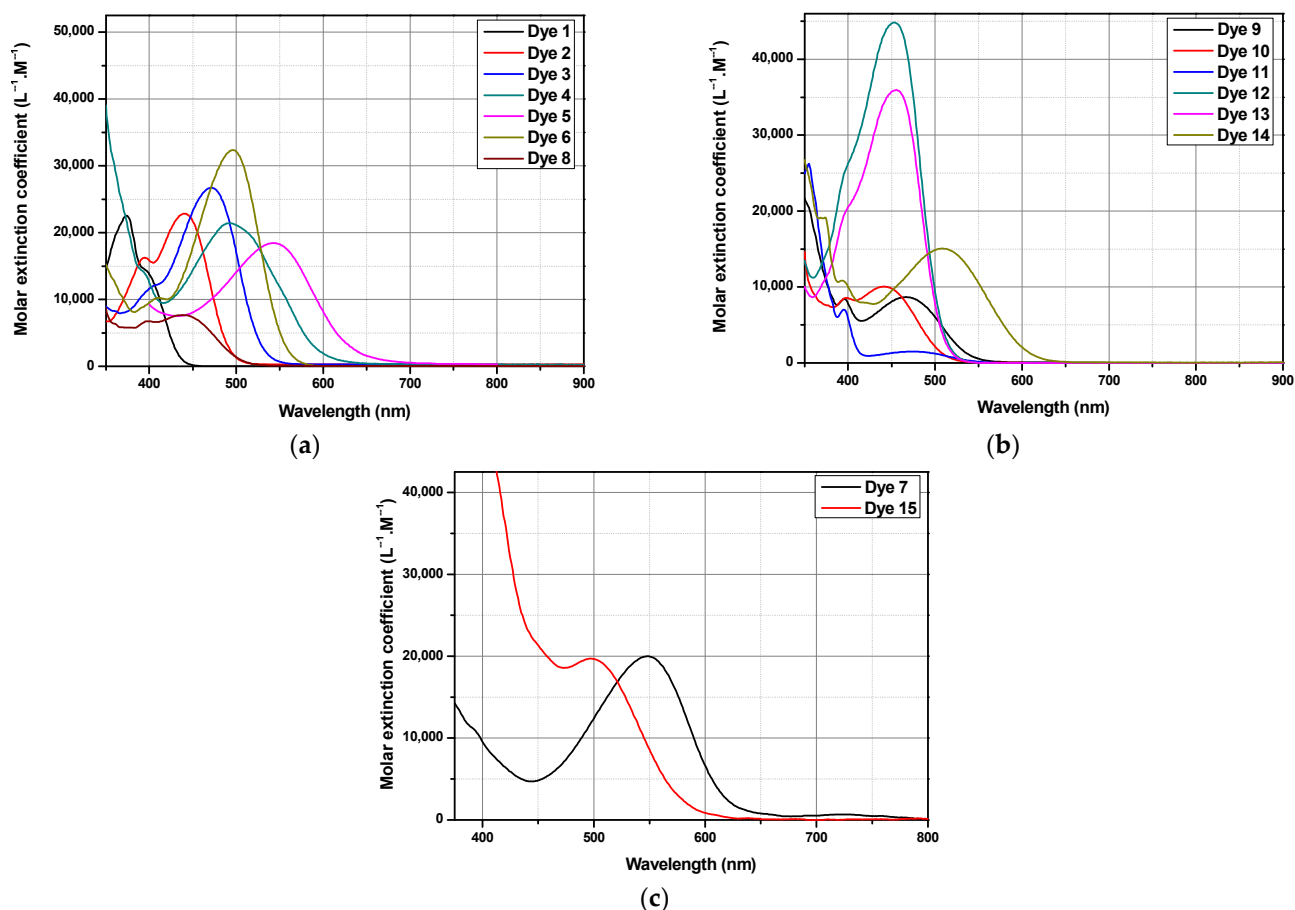 Molar extinction coefficient (L⁻¹.M⁻¹)
50,000
40,000
30,000
20,000
10,000
0
400
500
600
700
800
900
Wavelength (nm)
Dye 1
Dye 2
Dye 3
Dye 4
Dye 5
Dye 6
Dye 8
(a)
Molar extinction coefficient (L⁻¹.M⁻¹)
40,000
30,000
20,000
10,000
0
400
500
600
700
800
900
Wavelength (nm)
Dye 9
Dye 10
Dye 11
Dye 12
Dye 13
Dye 14
(b)
Molar extinction coefficient (L⁻¹.M⁻¹)
40,000
30,000
20,000
10,000
0
400
500
600
700
800
Wavelength (nm)
Dye 7
Dye 15
(c)